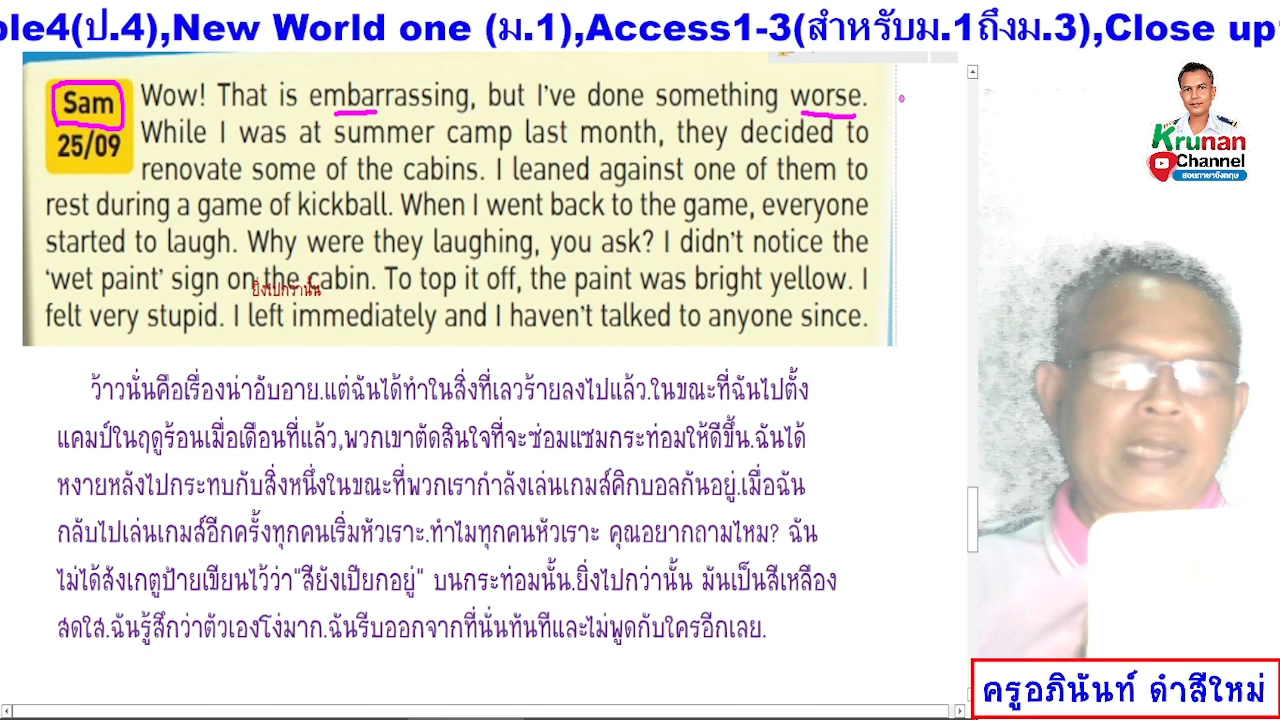 ple4(ป.4),New World one (ม.1),Access1-3(สำหรับม.1ถึงม.3),Close up
Sam
25/09
Wow! That is embarrassing, but I've done something worse.
While I was at summer camp last month, they decided to
renovate some of the cabins. I leaned against one of them to
rest during a game of kickball. When I went back to the game, everyone
started to laugh. Why were they laughing, you ask? I didn't notice the
'wet paint' sign on the cabin. To top it off, the paint was bright yellow. I
ยิ่งไปกว่านั้น
felt very stupid. I left immediately and I haven't talked to anyone since.
ว้าวนั่นคือเรื่องน่าอับอาย.แต่ฉันได้ทำในสิ่งที่เลวร้ายลงไปแล้ว.ในขณะที่ฉันไปตั้ง
แคมป์ในฤดูร้อนเมื่อเดือนที่แล้ว,พวกเขาตัดสินใจที่จะซ่อมแซมกระท่อมให้ดีขึ้น.ฉันได้
หงายหลังไปกระทบกับสิ่งหนึ่งในขณะที่พวกเรากำลังเล่นเกมส์คิกบอลกันอยู่.เมื่อฉัน
กลับไปเล่นเกมส์อีกครั้งทุกคนเริ่มหัวเราะ.ทำไมทุกคนหัวเราะ คุณอยากถามไหม? ฉัน
ไม่ได้สังเกตูป้ายเขียนไว้ว่า"สียังเปียกอยู่" บนกระท่อมนั้น.ยิ่งไปกว่านั้น มันเป็นสีเหลือง
สดใส.ฉันรู้สึกว่าตัวเองโง่มาก.ฉันรีบออกจากที่นั่นทันทีและไม่พูดกับใครอีกเลย.
Krunan
Channel
สอนภาษาอังกฤษ
ครูอภินันท์ ดำสีใหม่